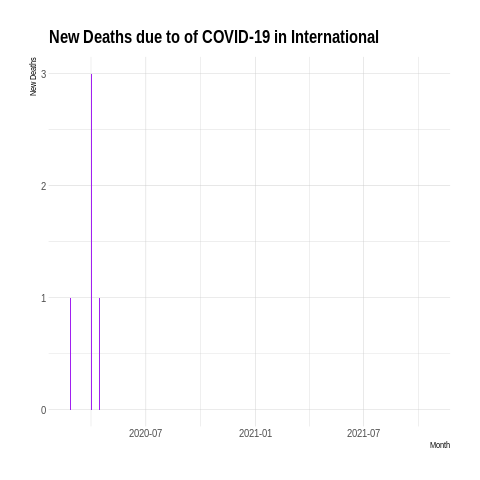 New Deaths due to of COVID-19 in International
New Deaths
3
2
1
0
2020-07
2021-01
2021-07
Month